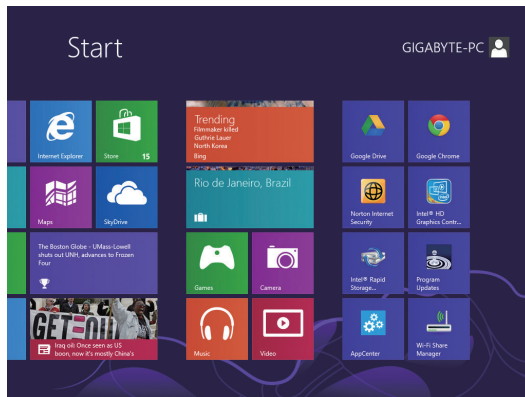 Start
GIGABYTE-PC
Internet Explorer
Store
15
Maps
SkyDrive
The Boston Globe - UMass-Lowell
shuts out UNH, advances to Frozen
Four
GET OUT
Iraq oil: Once seen as US
boon, now it's mostly China's
Trending
Filmmaker killed
Guthrie Lauer
North Korea
Bing
Rio de Janeiro, Brazil
Games
Camera
Music
Video
Google Drive
Google Chrome
Norton Internet
Security
Intel® HD
Graphics Contr...
Intel® Rapid
Storage...
Program
Updates
AppCenter
Wi-Fi Share
Manager